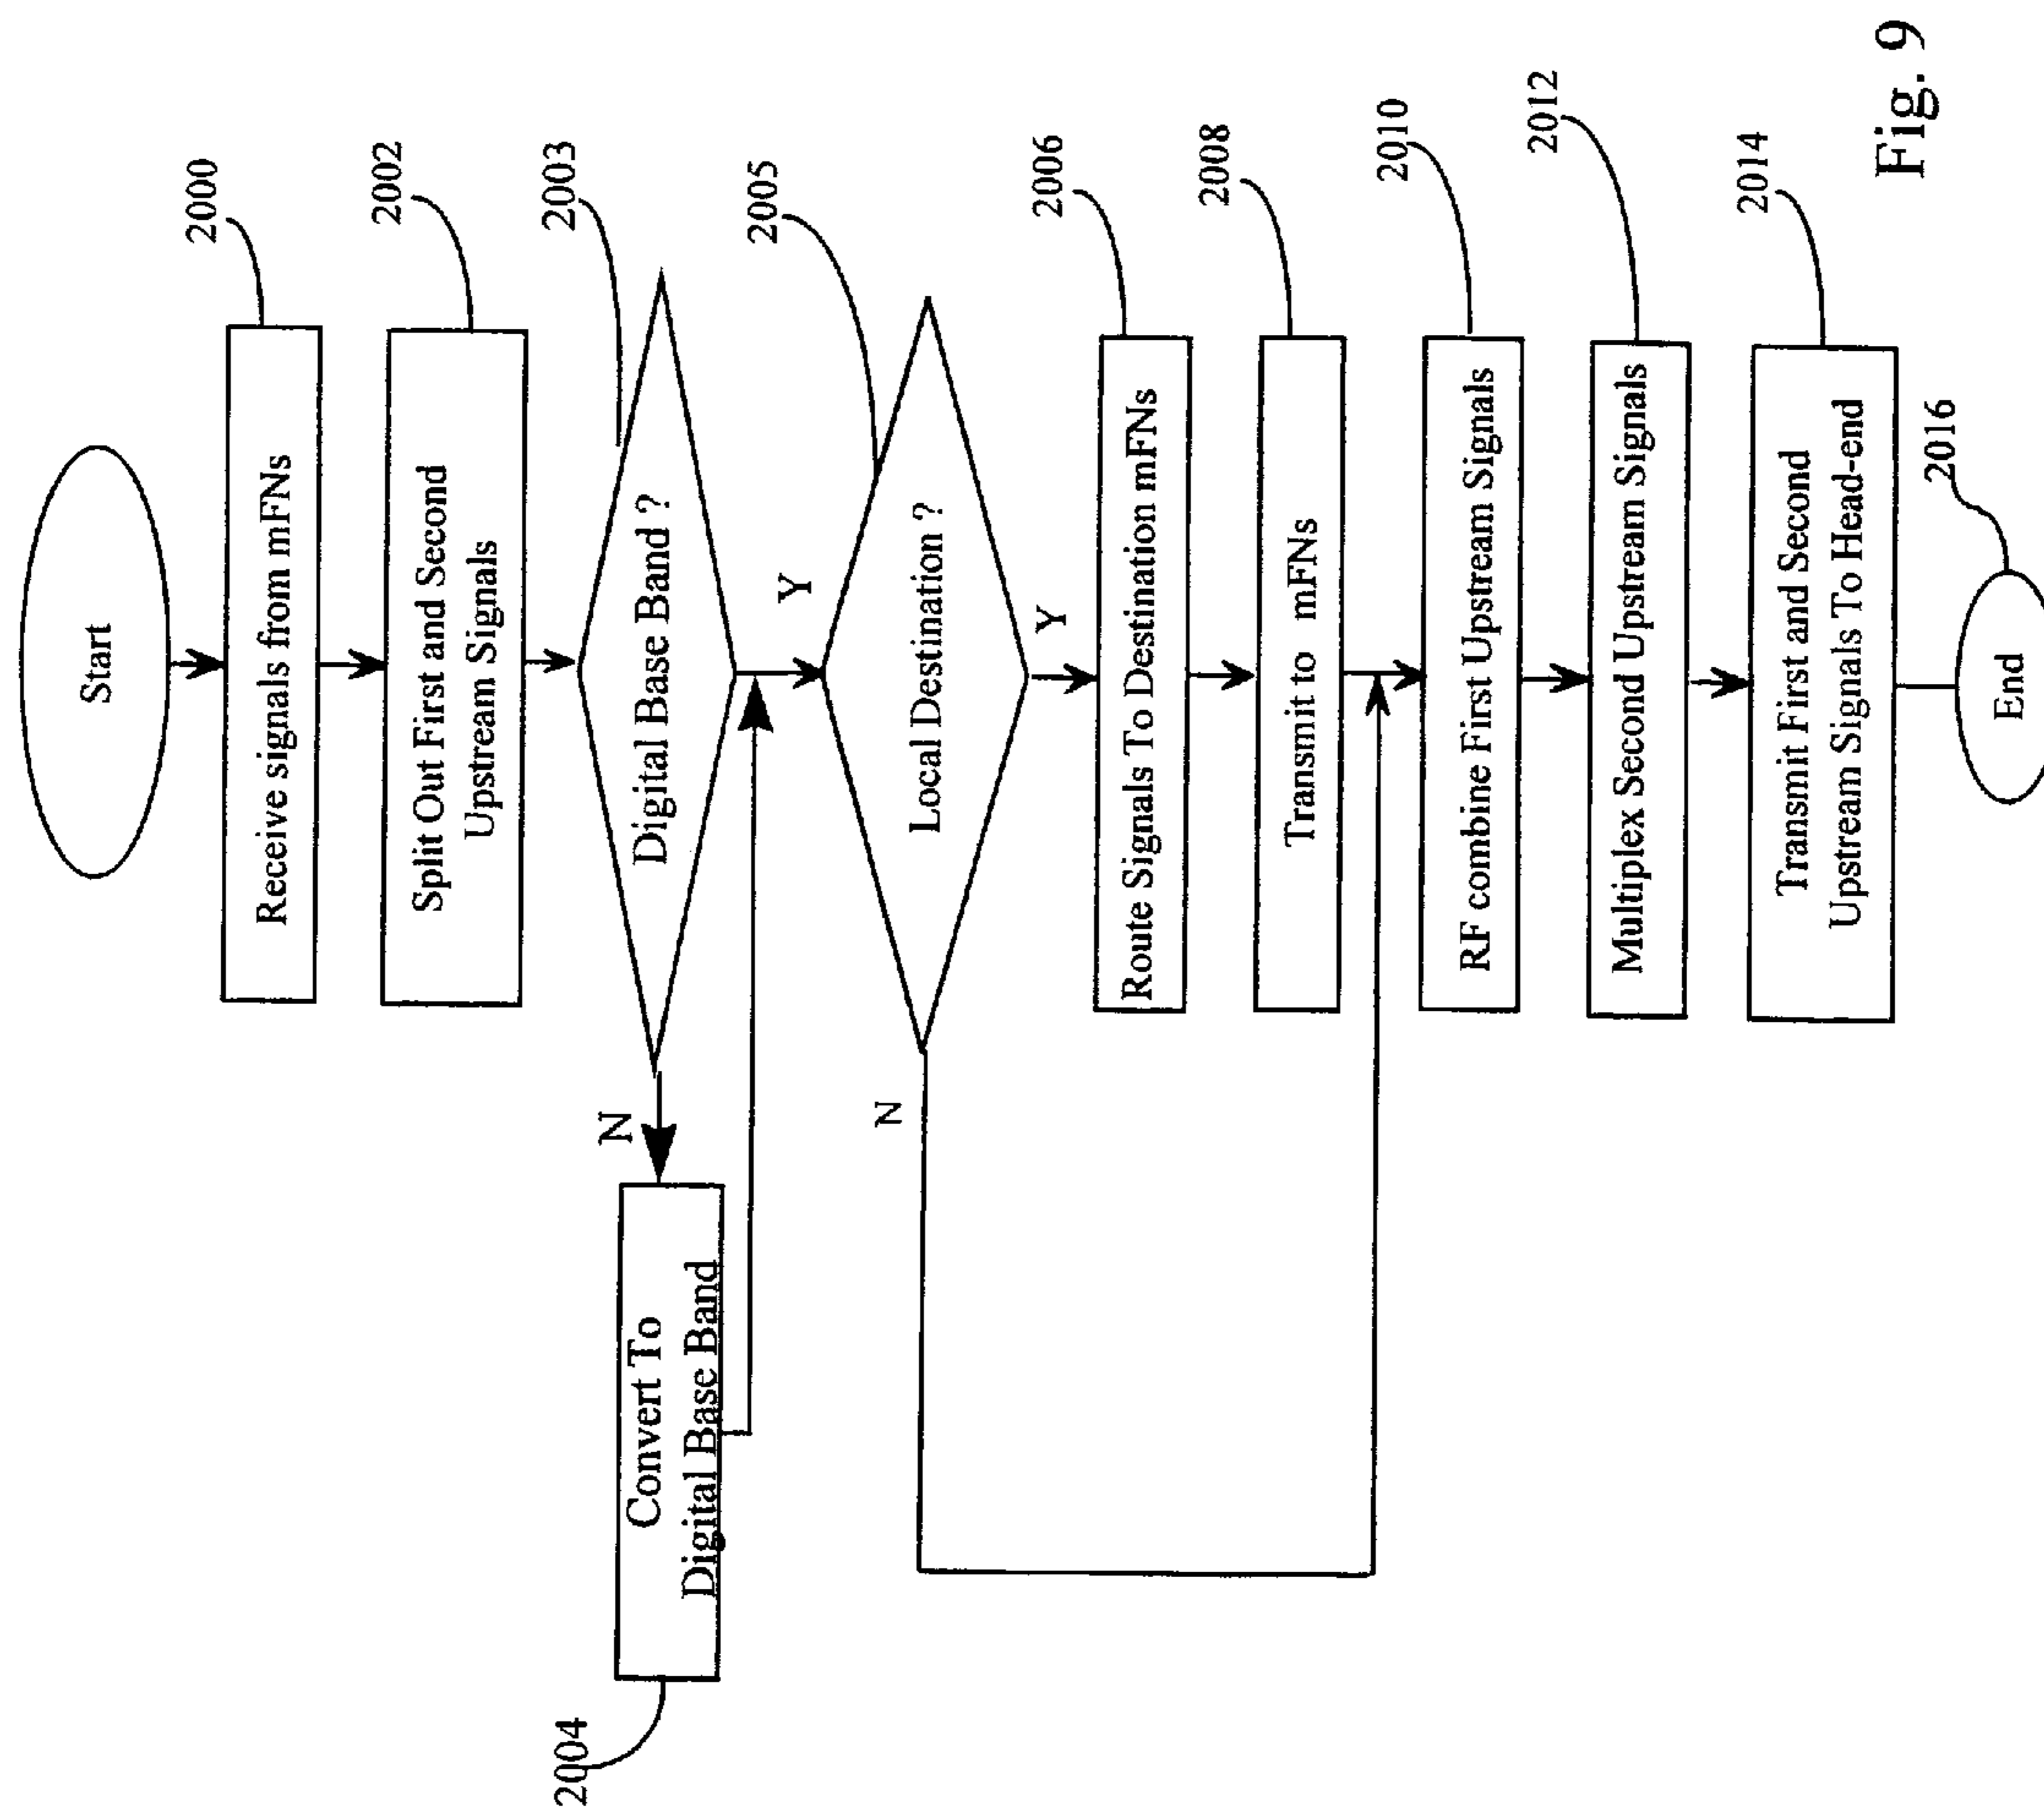 Start
2000
Receive signals from mFNs
2002
Split Out First and Second
Upstream Signals
2003
Digital Base Band ?
N
Y
2004
Convert To
Digital Base Band
2005
Local Destination ?
N
Y
2006
Route Signals To Destination mFNs
2008
Transmit to mFNs
2010
RF combine First Upstream Signals
2012
Multiplex Second Upstream Signals
2014
Transmit First and Second
Upstream Signals To Head-end
2016
End
Fig. 9